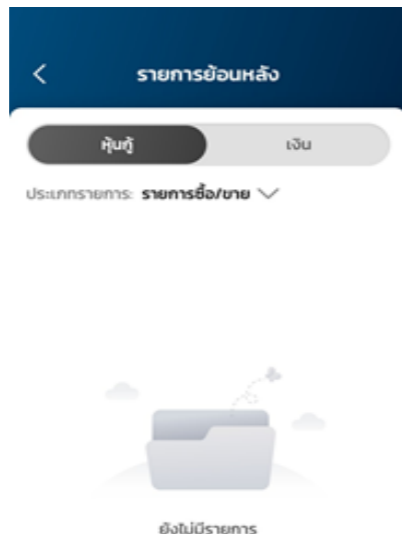 รายการย้อนหลัง
หุ้นกู้ เงิน
ประเภทรายการ: รายการซื้อ/ขาย
ยังไม่มีรายการ